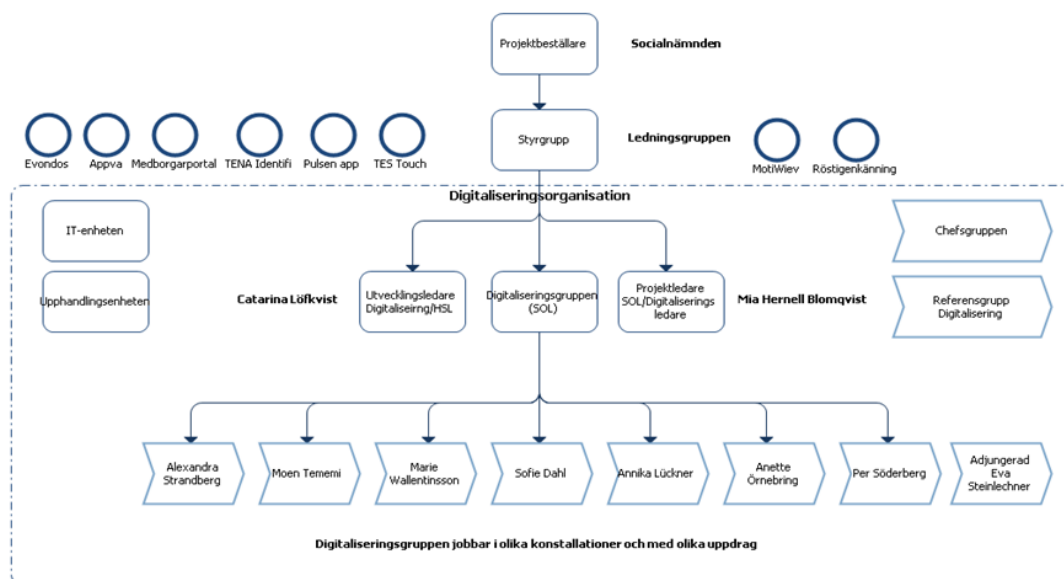 Projektbeställare
Socialnämnden
Styrgrupp
Ledningsgruppen
Evondos
Appva
Medborgarportal
TENA Identifi
Pulsen app
TES Touch
MotiWiev
Röstigenkänning
Digitaliseringsorganisation
IT-enheten
Chefsgruppen
Upphandlingsenheten
Catarina Löfkvist
Utvecklingsledare
Digitaliseirng/HSL
Digitaliseringsgruppen
(SOL)
Projektledare
SOL/Digitaliserings
ledare
Mia Hernell Blomqvist
Referensgrupp
Digitalisering
Alexandra
Strandberg
Moen Tememi
Marie
Wallentinsson
Sofie Dahl
Annika Lückner
Anette
Örnebring
Per Söderberg
Adjungerad
Eva
Steinlechner
Digitaliseringsgruppen jobbar i olika konstallationer och med olika uppdrag